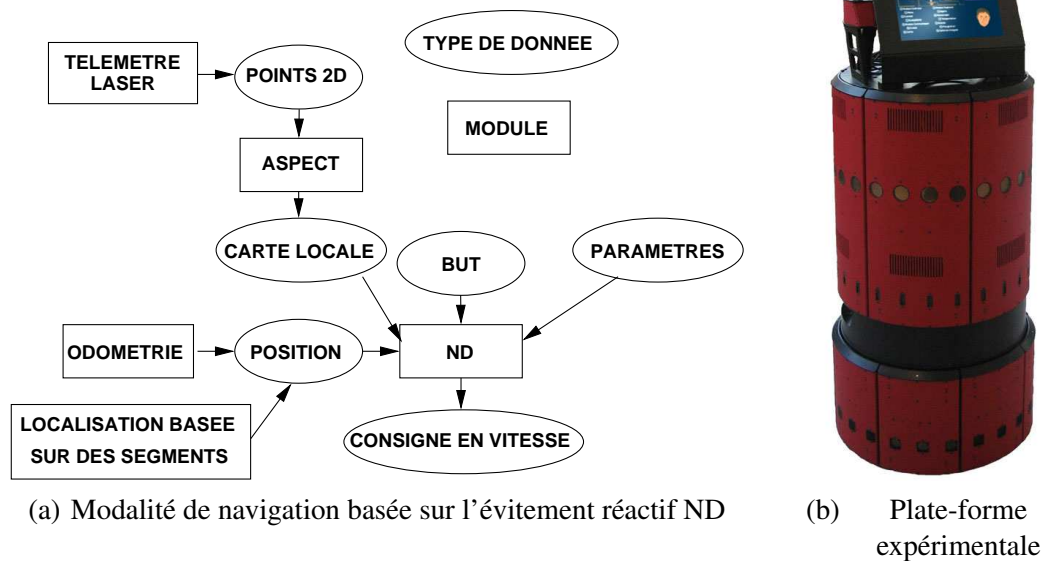 TYPE DE DONNEE
TELEMETRE
LASER
POINTS 2D
MODULE
ASPECT
CARTE LOCALE
BUT
PARAMETRES
ODOMETRIE
POSITION
ND
LOCALISATION BASEE
SUR DES SEGMENTS
CONSIGNE EN VITESSE
(a) Modalité de navigation basée sur l'évitement réactif ND
(b) Plate-forme
expérimentale